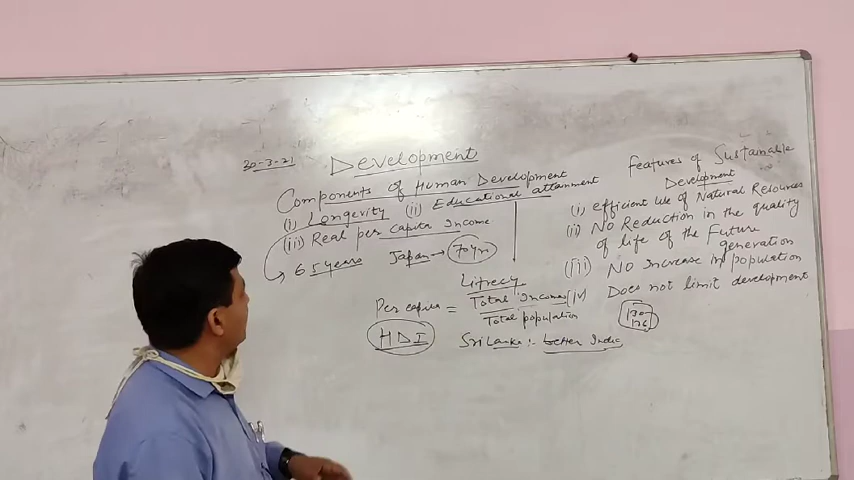 30-3-21
Development
Components of Human Development
(i) Longevity (ii) Educational attainment
(iii) Real per capita Income
65 years
Japan → 70 yrs
Litrecy
Per capita = Total Income
Total population
HDI
Sri Lanka :- better India
Features of Sustainable
Development
(i) efficient use of Natural Resources
(ii) No Reduction in the quality
of life of the Future
generation
(iii) No Increase in population
(iv) Does not limit development